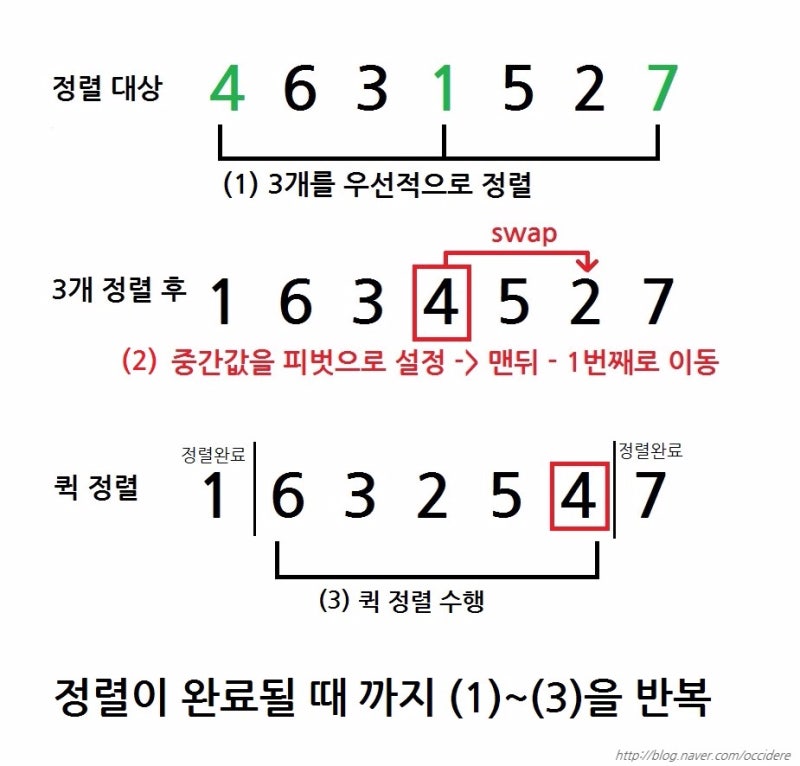 정렬 대상 4 6 3 1 5 2 7
(1) 3개를 우선적으로 정렬
swap
3개 정렬 후 1 6 3 4 5 2 7
(2) 중간값을 피벗으로 설정 -> 맨뒤 - 1번째로 이동
정렬완료 정렬완료
퀵 정렬 1 6 3 2 5 4 7
(3) 퀵 정렬 수행
정렬이 완료될 때 까지 (1)~(3)을 반복
http://blog.naver.com/occidere